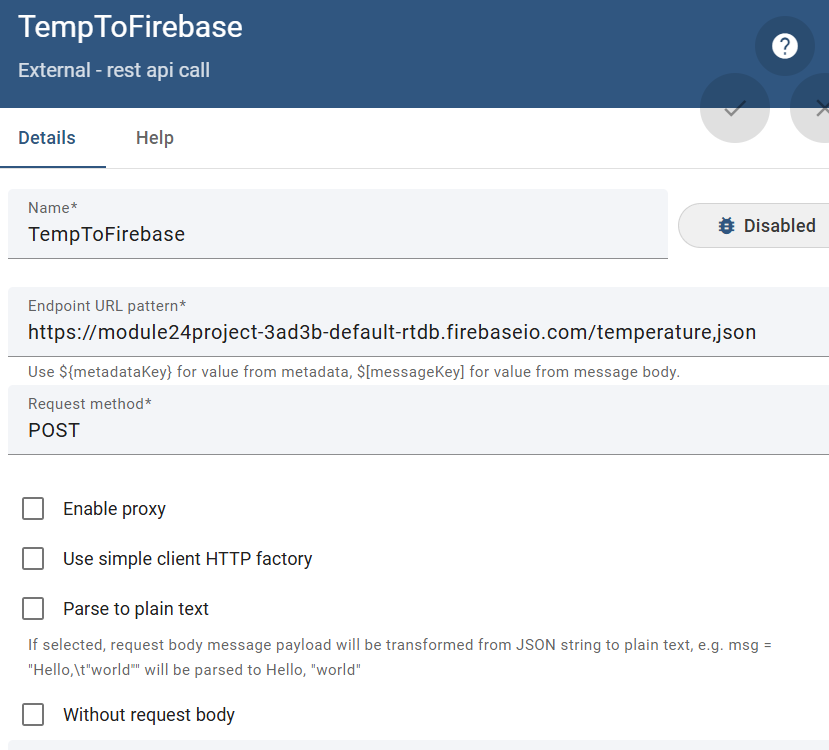 TempToFirebase
External - rest api call
?
Details
Help
Name*
TempToFirebase
Disabled
Endpoint URL pattern*
https://module24project-3ad3b-default-rtdb.firebaseio.com/temperature,json
Use ${metadataKey} for value from metadata, $[messageKey] for value from message body.
Request method*
POST
Enable proxy
Use simple client HTTP factory
Parse to plain text
If selected, request body message payload will be transformed from JSON string to plain text, e.g. msg =
"Hello,\t"world"" will be parsed to Hello, "world"
Without request body